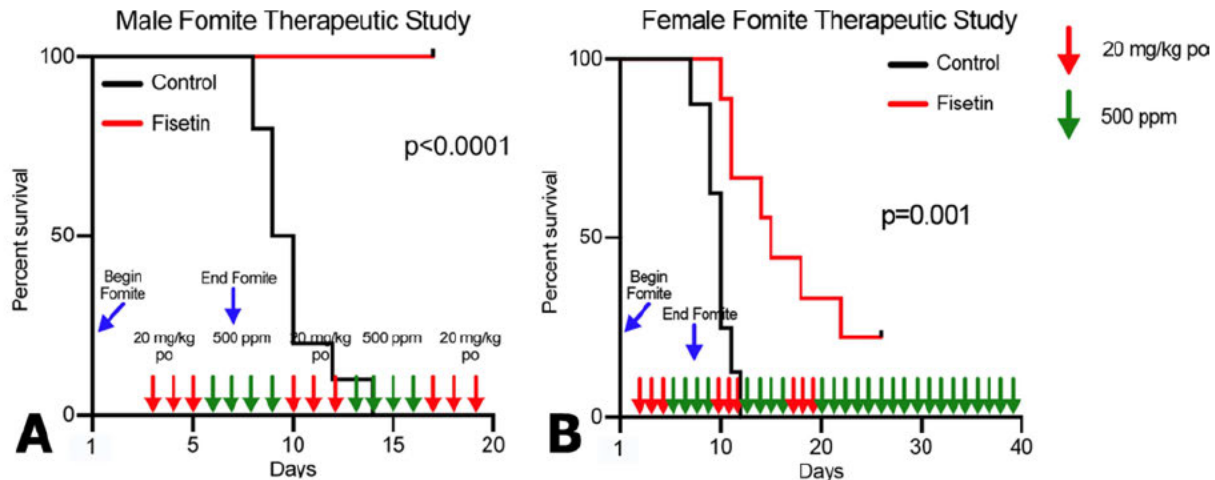 Male Fomite Therapeutic Study
Percent survival
100
50
0
Control
Fisetin
p<0.0001
Begin
Fomite
End Fomite
20 mg/kg
po
500 ppm
20 mg/kg
po
500 ppm
20 mg/kg
po
1
5
10
15
20
Days
A
Female Fomite Therapeutic Study
Percent survival
100
50
0
Control
Fisetin
p=0.001
Begin
Fomite
End Fomite
1
10
20
30
40
Days
B
20 mg/kg po
500 ppm